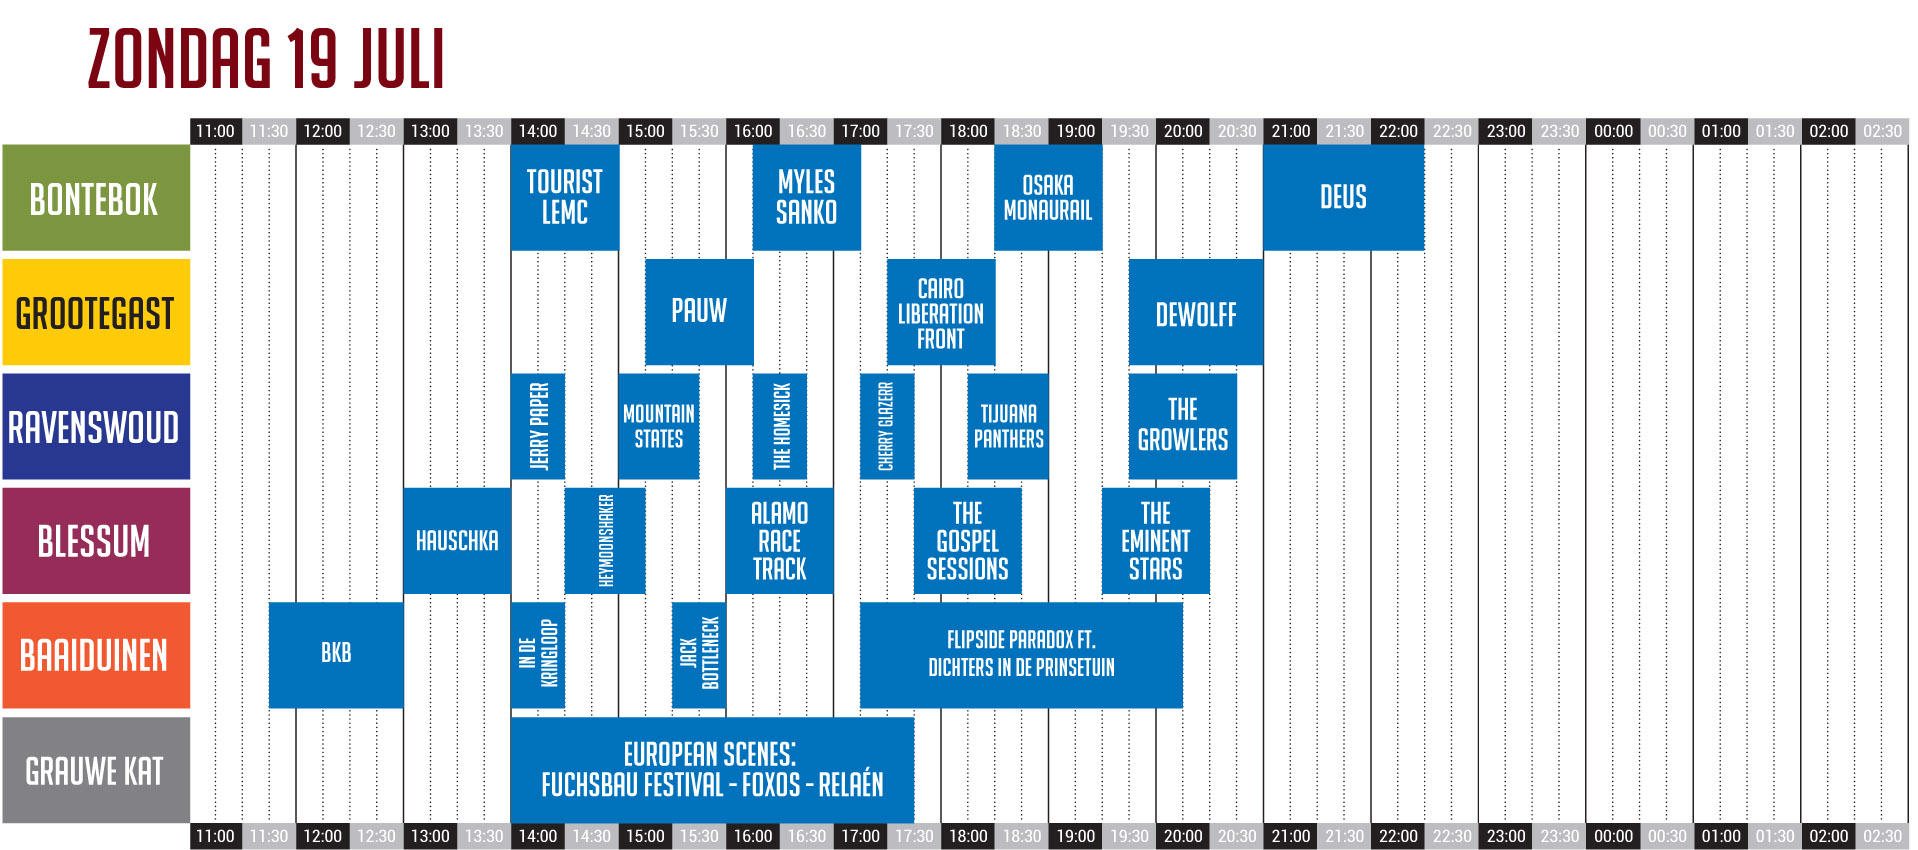 ZONDAG 19 JULI
11:00 11:30 12:00 12:30 13:00 13:30 14:00 14:30 15:00 15:30 16:00 16:30 17:00 17:30 18:00 18:30 19:00 19:30 20:00 20:30 21:00 21:30 22:00 22:30 23:00 23:30 00:00 00:30 01:00 01:30 02:00 02:30
BONTEBOK
TOURIST
LEMC
MYLES
SANKO
OSAKA
MONAURAIL
DEUS
GROOTEGAST
PAUW
CAIRO
LIBERATION
FRONT
DEWOLFF
RAVENSWOUD
JERRY PAPER
MOUNTAIN
STATES
THE HOMESICK
CHERRY GLAZERR
TIJUANA
PANTHERS
THE
GROWLERS
BLESSUM
HAUSCHKA
HEYMOONSHAKER
ALAMO
RACE
TRACK
THE
GOSPEL
SESSIONS
THE
EMINENT
STARS
BAAIDUINEN
BKB
IN DE
KRINGLOOP
JACK
BOTTLENECK
FLIPSIDE PARADOX FT.
DICHTERS IN DE PRINSETUIN
GRAUWE KAT
EUROPEAN SCENES:
FUCHSBAU FESTIVAL - FOXOS - RELAÉN
11:00 11:30 12:00 12:30 13:00 13:30 14:00 14:30 15:00 15:30 16:00 16:30 17:00 17:30 18:00 18:30 19:00 19:30 20:00 20:30 21:00 21:30 22:00 22:30 23:00 23:30 00:00 00:30 01:00 01:30 02:00 02:30